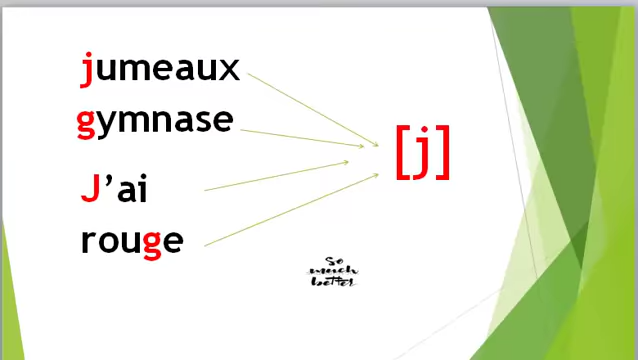 jumeaux
gymnase
J’ai
rouge
[j]
So
much
better